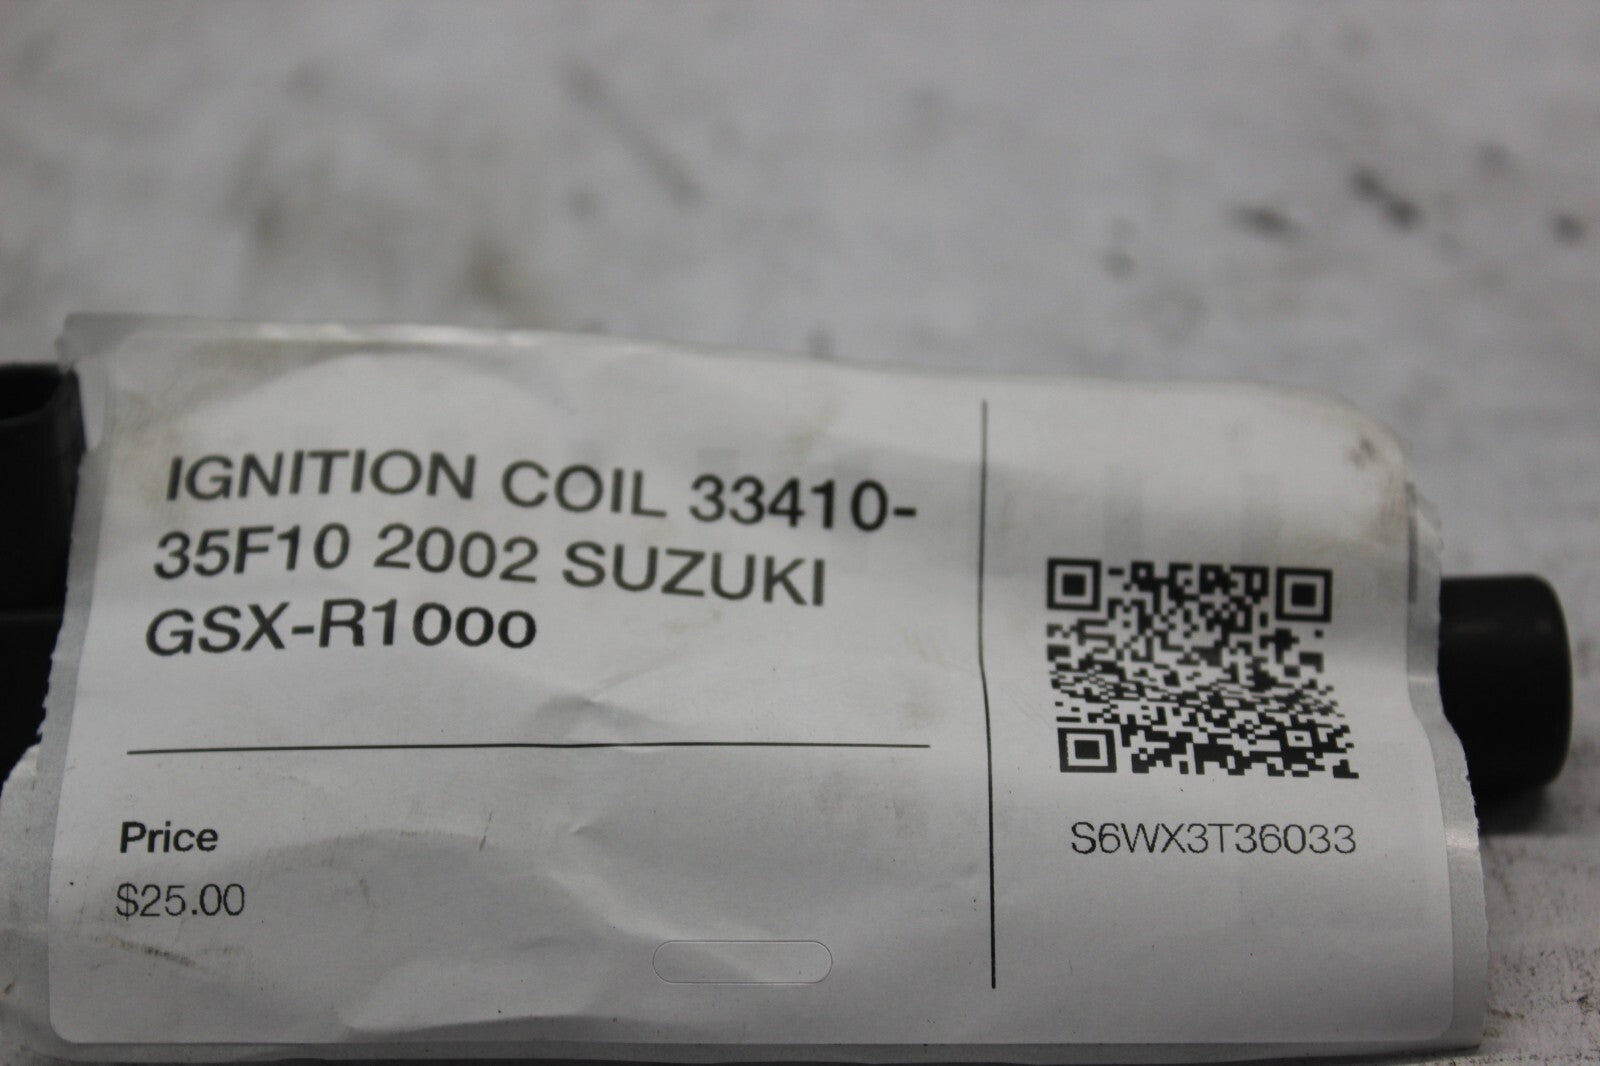 IGNITION COIL 33410-
35F10 2002 SUZUKI
GSX-R1000
Price
$25.00
S6WX3T36033